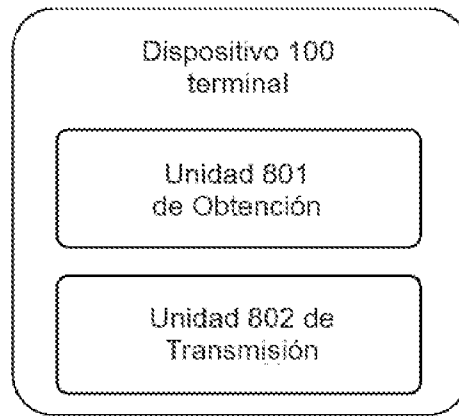 Dispositivo 100
terminal
Unidad 801
de Obtención
Unidad 802 de
Transmisión